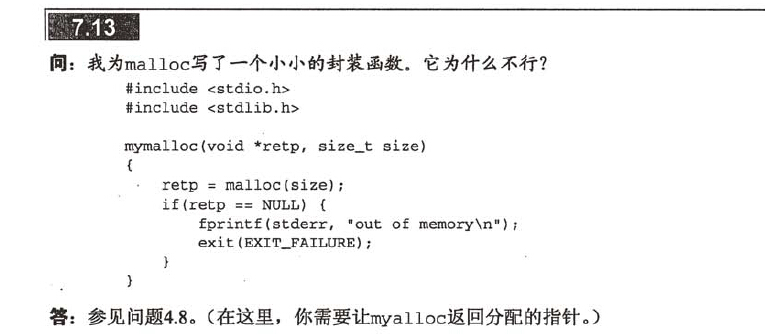 7.13
问：我为malloc写了一个小小的封装函数。它为什么不行？
#include <stdio.h>
#include <stdlib.h>
mymalloc(void *retp, size_t size)
{
retp = malloc(size);
if(retp == NULL) {
fprintf(stderr, "out of memory\n");
exit(EXIT_FAILURE);
}
}
答：参见问题4.8。（在这里，你需要让myalloc返回分配的指针。）